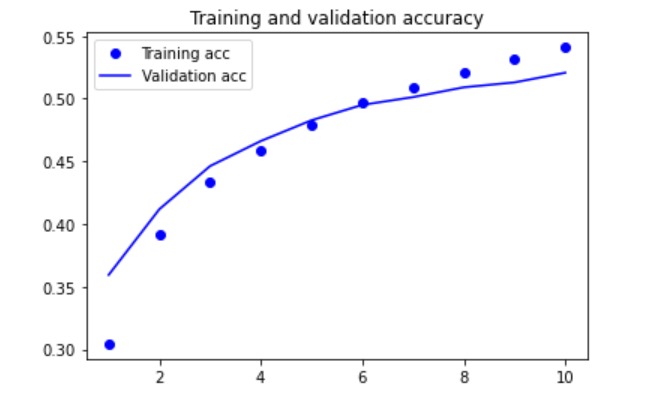 Training and validation accuracy
Training acc
Validation acc
0.55
0.50
0.45
0.40
0.35
0.30
2 4 6 8 10